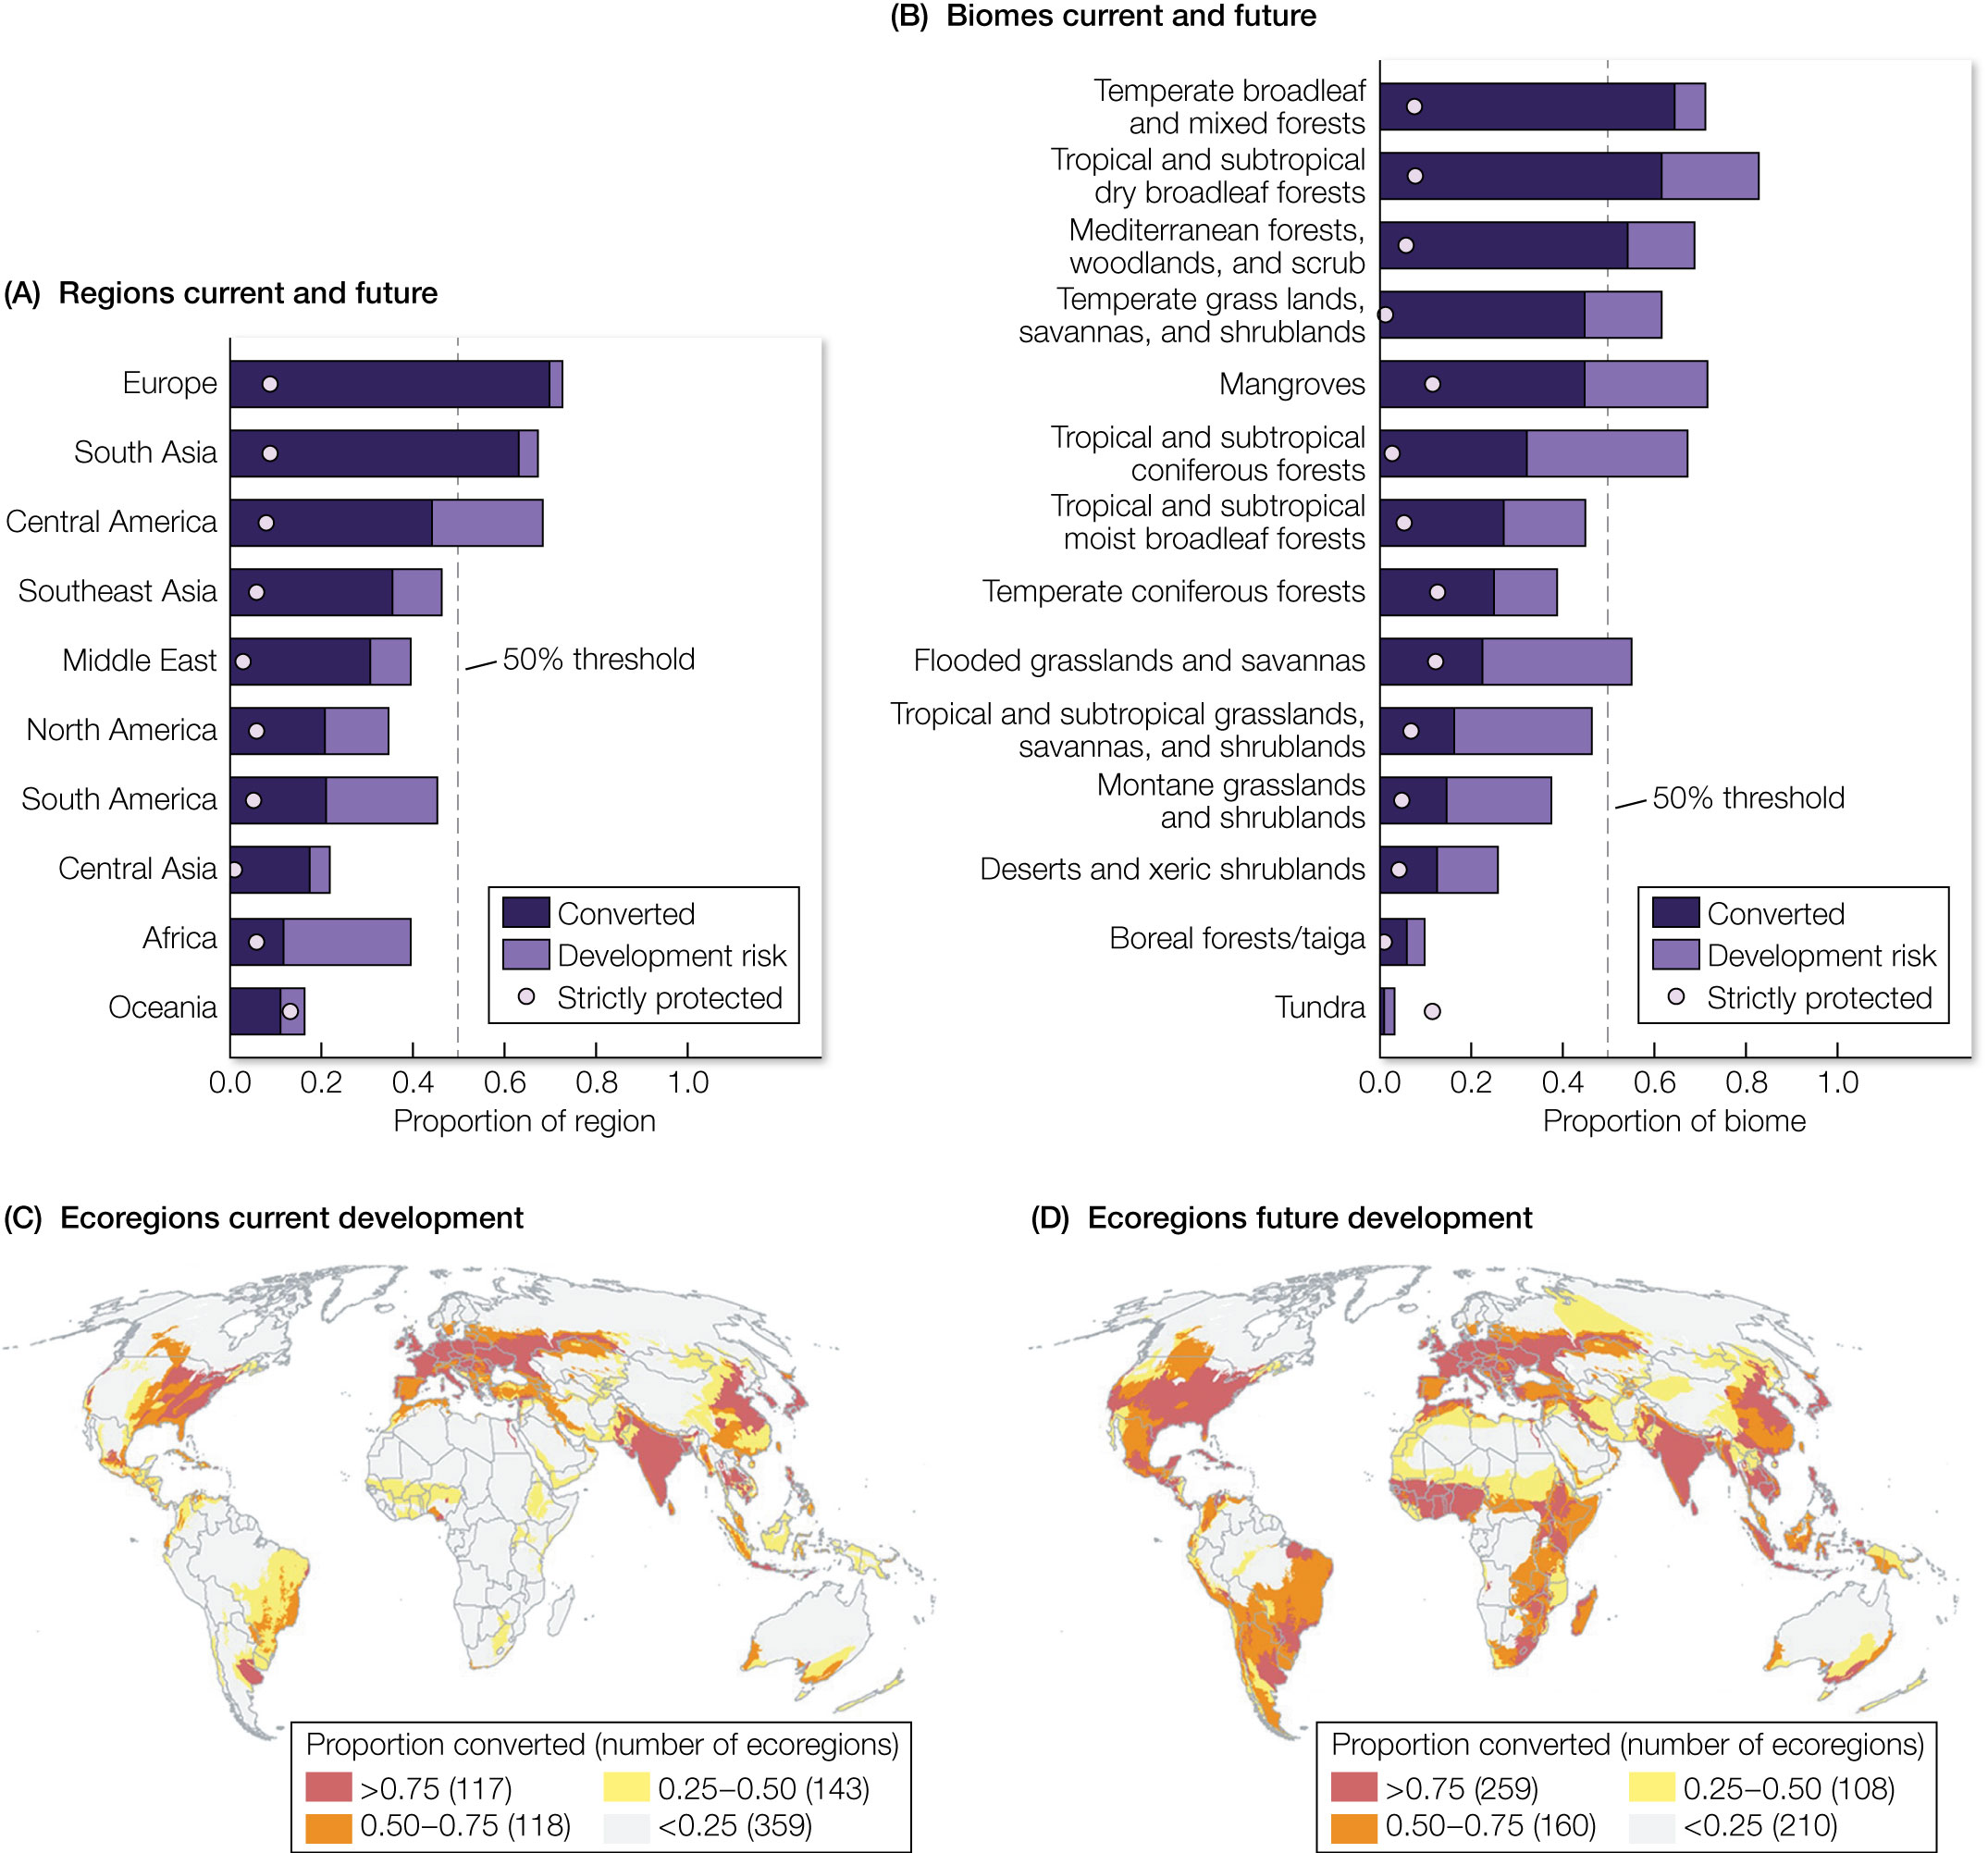 (B) Biomes current and future
Temperate broadleaf
and mixed forests
Tropical and subtropical
dry broadleaf forests
Mediterranean forests,
woodlands, and scrub
Temperate grass lands,
savannas, and shrublands
Mangroves
Tropical and subtropical
coniferous forests
Tropical and subtropical
moist broadleaf forests
Temperate coniferous forests
Flooded grasslands and savannas
Tropical and subtropical grasslands,
savannas, and shrublands
Montane grasslands
and shrublands
Deserts and xeric shrublands
Boreal forests/taiga
Tundra
50% threshold
Converted
Development risk
Strictly protected
0.0 0.2 0.4 0.6 0.8 1.0
Proportion of biome
(A) Regions current and future
Europe
South Asia
Central America
Southeast Asia
Middle East
North America
South America
Central Asia
Africa
Oceania
50% threshold
Converted
Development risk
Strictly protected
0.0 0.2 0.4 0.6 0.8 1.0
Proportion of region
(C) Ecoregions current development
Proportion converted (number of ecoregions)
>0.75 (117) 0.25–0.50 (143)
0.50–0.75 (118) <0.25 (359)
(D) Ecoregions future development
Proportion converted (number of ecoregions)
>0.75 (259) 0.25–0.50 (108)
0.50–0.75 (160) <0.25 (210)